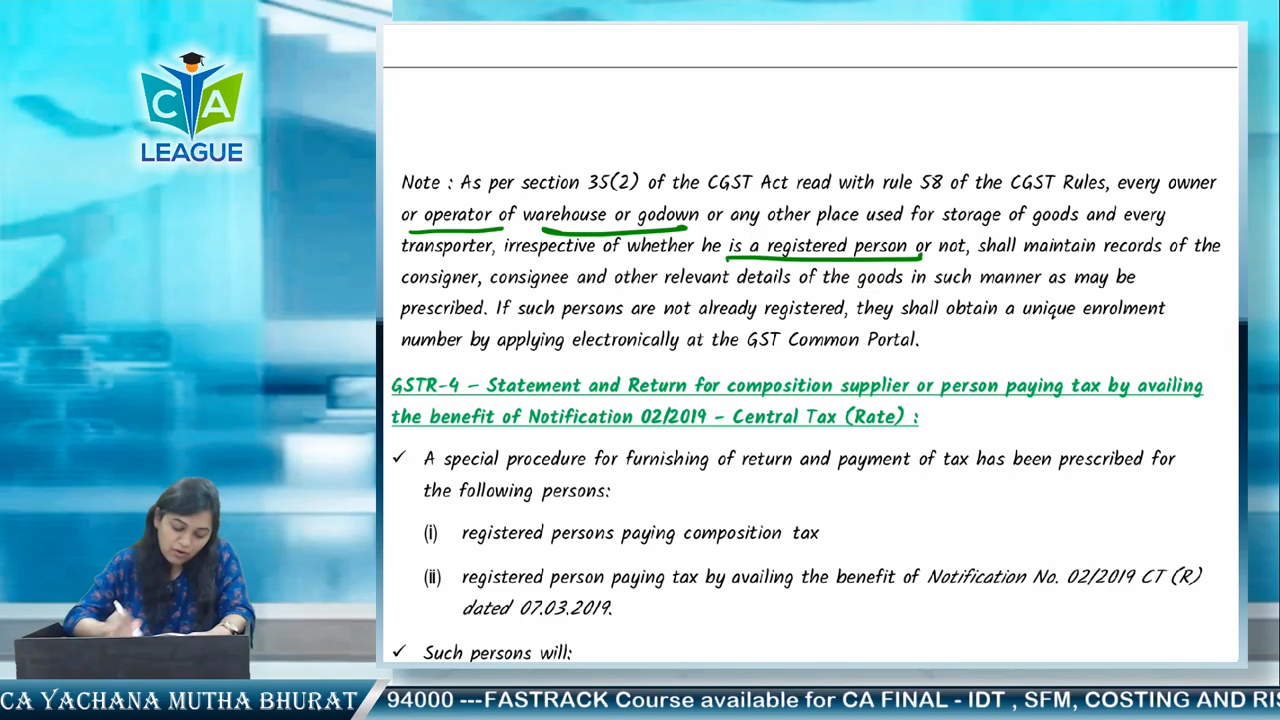 CA
LEAGUE
Note : As per section 35(2) of the CGST Act read with rule 58 of the CGST Rules, every owner
or operator of warehouse or godown or any other place used for storage of goods and every
transporter, irrespective of whether he is a registered person or not, shall maintain records of the
consigner, consignee and other relevant details of the goods in such manner as may be
prescribed. If such persons are not already registered, they shall obtain a unique enrolment
number by applying electronically at the GST Common Portal.
GSTR-4 – Statement and Return for composition supplier or person paying tax by availing
the benefit of Notification 02/2019 – Central Tax (Rate) :
✓ A special procedure for furnishing of return and payment of tax has been prescribed for
the following persons:
(i) registered persons paying composition tax
(ii) registered person paying tax by availing the benefit of Notification No. 02/2019 CT (R)
dated 07.03.2019.
✓ Such persons will:
CA YACHANA MUTHA BHURAT
94000 ---FASTRACK Course available for CA FINAL - IDT , SFM, COSTING AND RIS